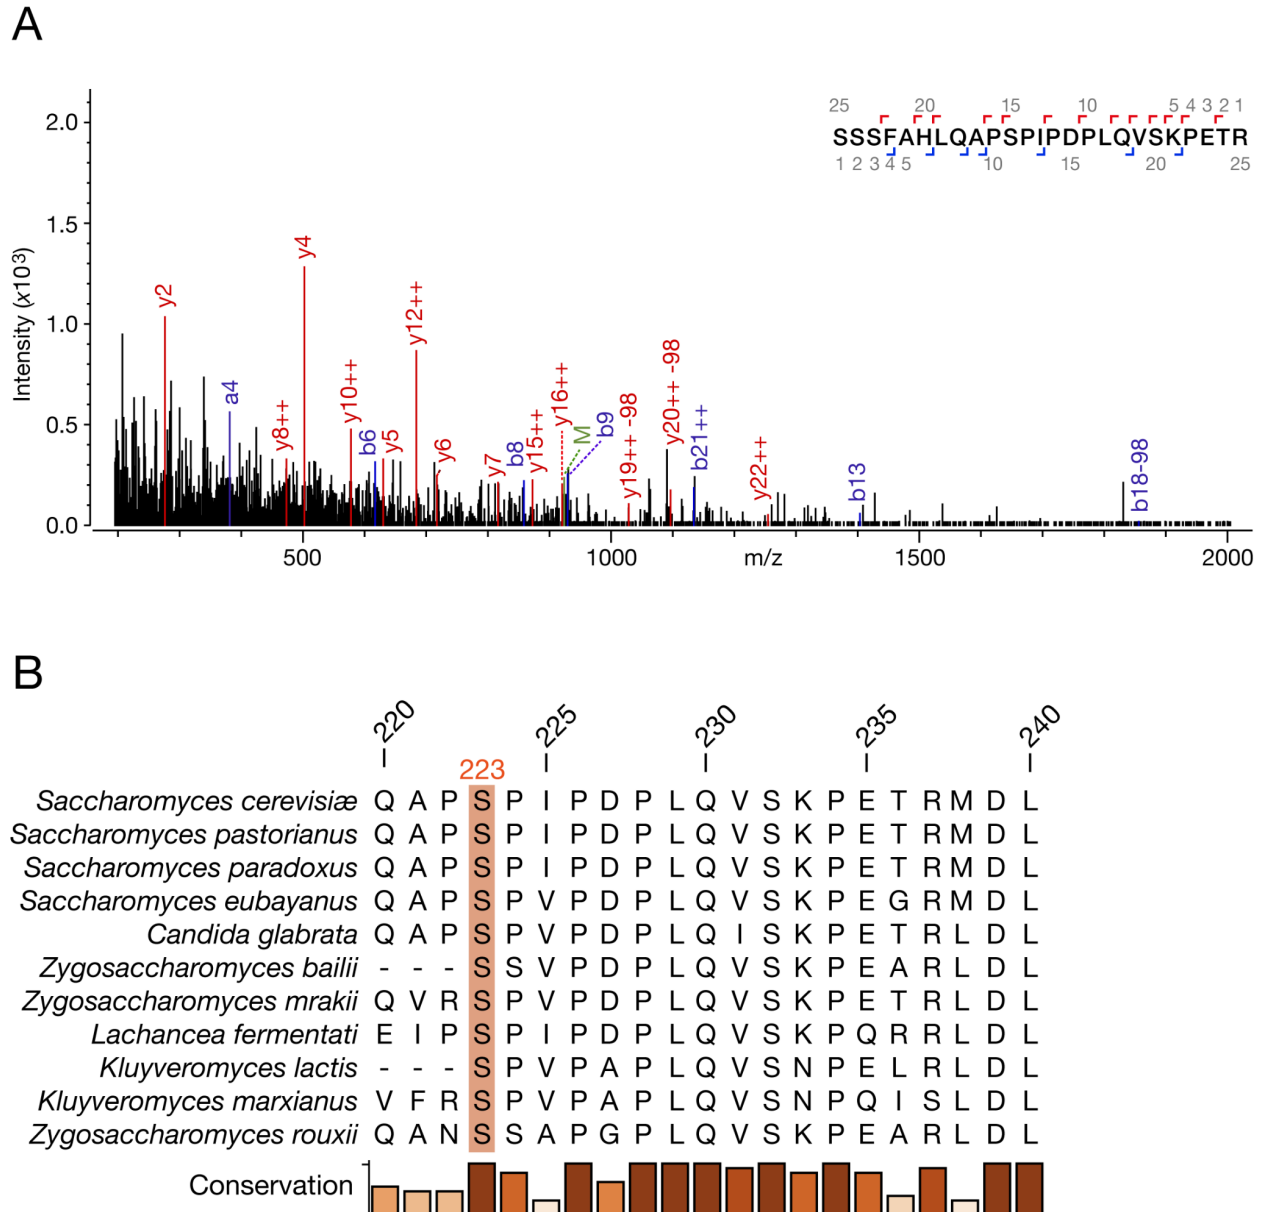 A
Intensity (x10³)
2.0
1.5
1.0
0.5
0.0
500
1000
m/z
1500
2000
y2
a4
y8++
y4
y10++
b6
y5
y12++
y6
y7
b8
y15++
y16++
M
b9
y19++ -98
y20++ -98
b21++
y22++
b13
b18-98
25 20 15 10 5 4 3 2 1
SSSFAHLQAPSPIPDPLQVSKPETR
1 2 3 4 5 10 15 20 25
B
220 225 230 235 240
223
Saccharomyces cerevisiæ Q A P S P I P D P L Q V S K P E T R M D L
Saccharomyces pastorianus Q A P S P I P D P L Q V S K P E T R M D L
Saccharomyces paradoxus Q A P S P I P D P L Q V S K P E T R M D L
Saccharomyces eubayanus Q A P S P V P D P L Q V S K P E G R M D L
Candida glabrata Q A P S P V P D P L Q I S K P E T R L D L
Zygosaccharomyces bailii - - - S S V P D P L Q V S K P E A R L D L
Zygosaccharomyces mrakii Q V R S P V P D P L Q V S K P E T R L D L
Lachancea fermentati E I P S P I P D P L Q V S K P Q R R L D L
Kluyveromyces lactis - - - S P V P A P L Q V S N P E L R L D L
Kluyveromyces marxianus V F R S P V P A P L Q V S N P Q I S L D L
Zygosaccharomyces rouxii Q A N S S A P G P L Q V S K P E A R L D L
Conservation